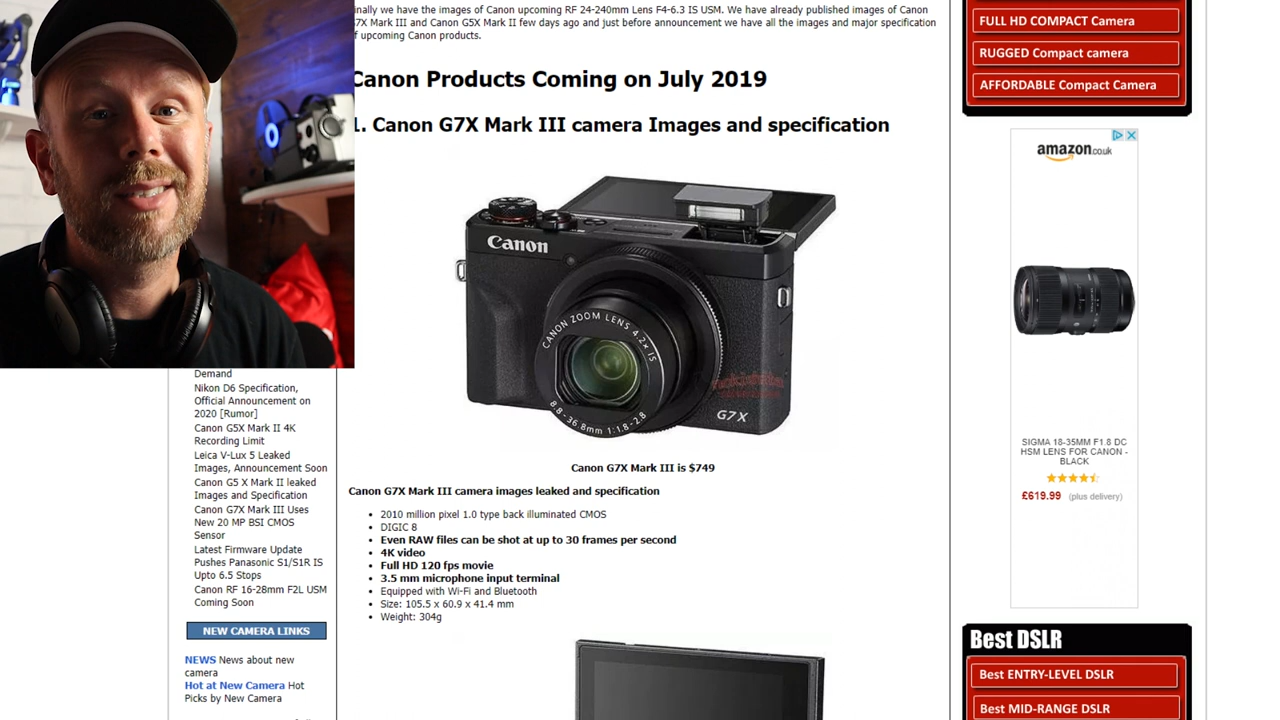 inally we have the images of Canon upcoming RF 24-240mm Lens F4-6.3 IS USM. We have already published images of Canon
7X Mark III and Canon G5X Mark II few days ago and just before announcement we have all the images and major specification
f upcoming Canon products.
Canon Products Coming on July 2019
1. Canon G7X Mark III camera Images and specification
Canon
CANON ZOOM LENS 4.2x IS
8.8-36.8mm 1:1.8-2.8
G7X
Canon G7X Mark III is $749
Canon G7X Mark III camera images leaked and specification
2010 million pixel 1.0 type back illuminated CMOS
DIGIC 8
Even RAW files can be shot at up to 30 frames per second
4K video
Full HD 120 fps movie
3.5 mm microphone input terminal
Equipped with Wi-Fi and Bluetooth
Size: 105.5 x 60.9 x 41.4 mm
Weight: 304g
Demand
Nikon D6 Specification,
Official Announcement on
2020 [Rumor]
Canon G5X Mark II 4K
Recording Limit
Leica V-Lux 5 Leaked
Images, Announcement Soon
Canon G5 X Mark II leaked
Images and Specification
Canon G7X Mark III Uses
New 20 MP BSI CMOS
Sensor
Latest Firmware Update
Pushes Panasonic S1/S1R IS
Upto 6.5 Stops
Canon RF 16-28mm F2L USM
Coming Soon
NEW CAMERA LINKS
NEWS News about new
camera
Hot at New Camera Hot
Picks by New Camera
FULL HD COMPACT Camera
RUGGED Compact camera
AFFORDABLE Compact Camera
amazon.co.uk
SIGMA 18-35MM F1.8 DC
HSM LENS FOR CANON -
BLACK
£619.99 (plus delivery)
Best DSLR
Best ENTRY-LEVEL DSLR
Best MID-RANGE DSLR